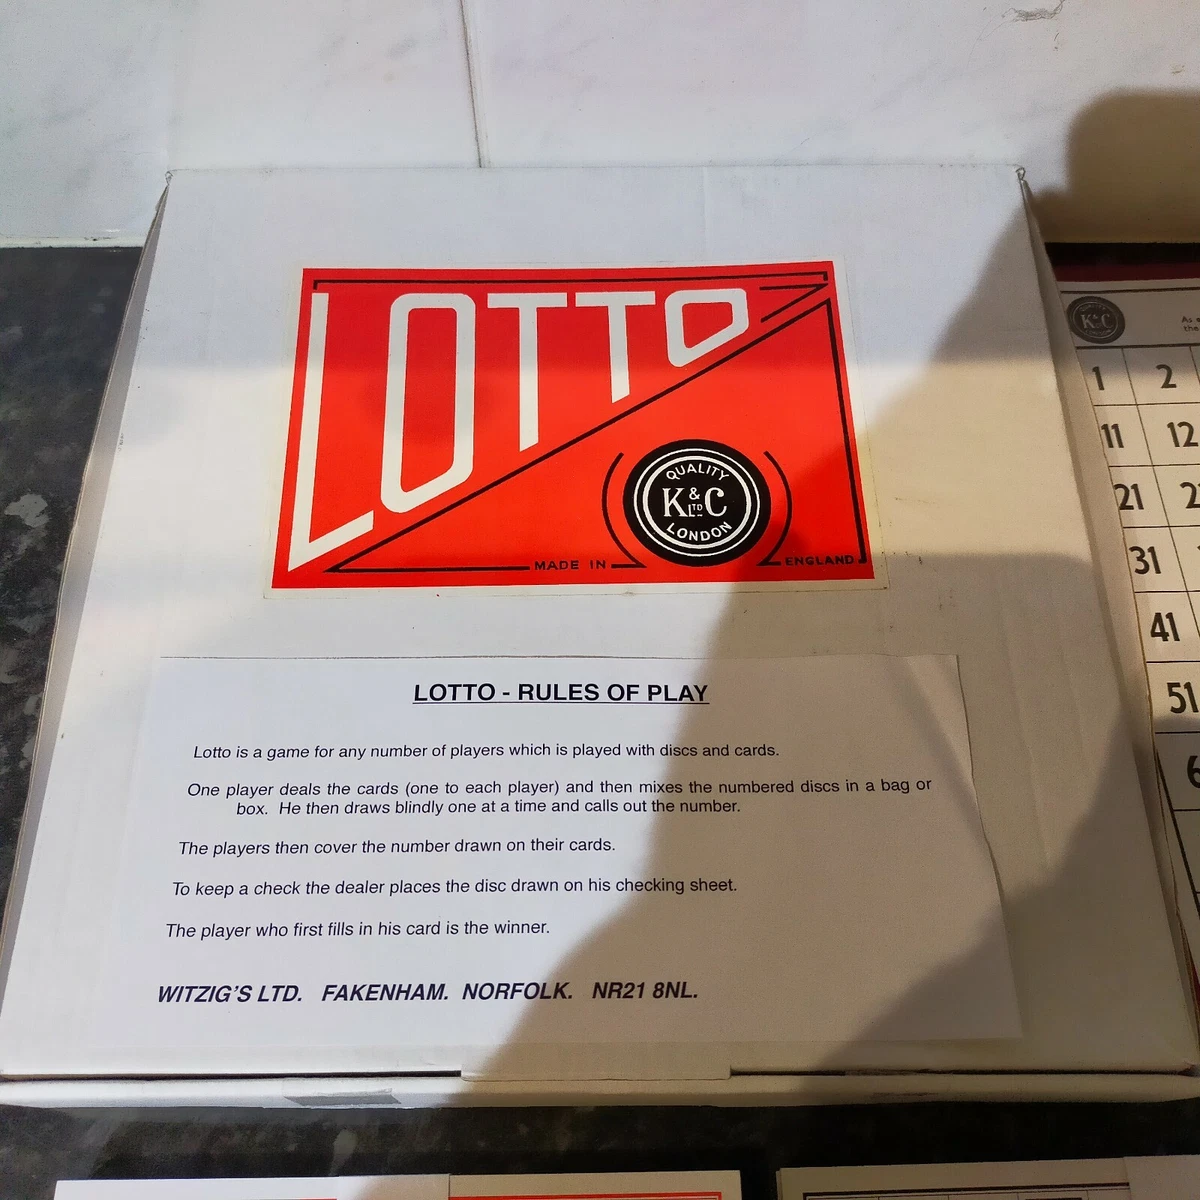 LOTTO
QUALITY
K & C
LTD
LONDON
MADE IN ENGLAND
LOTTO - RULES OF PLAY
Lotto is a game for any number of players which is played with discs and cards.
One player deals the cards (one to each player) and then mixes the numbered discs in a bag or
box. He then draws blindly one at a time and calls out the number.
The players then cover the number drawn on their cards.
To keep a check the dealer places the disc drawn on his checking sheet.
The player who first fills in his card is the winner.
WITZIG'S LTD. FAKENHAM. NORFOLK. NR21 8NL.
K&C
1 2
11 12
21
31
41
51